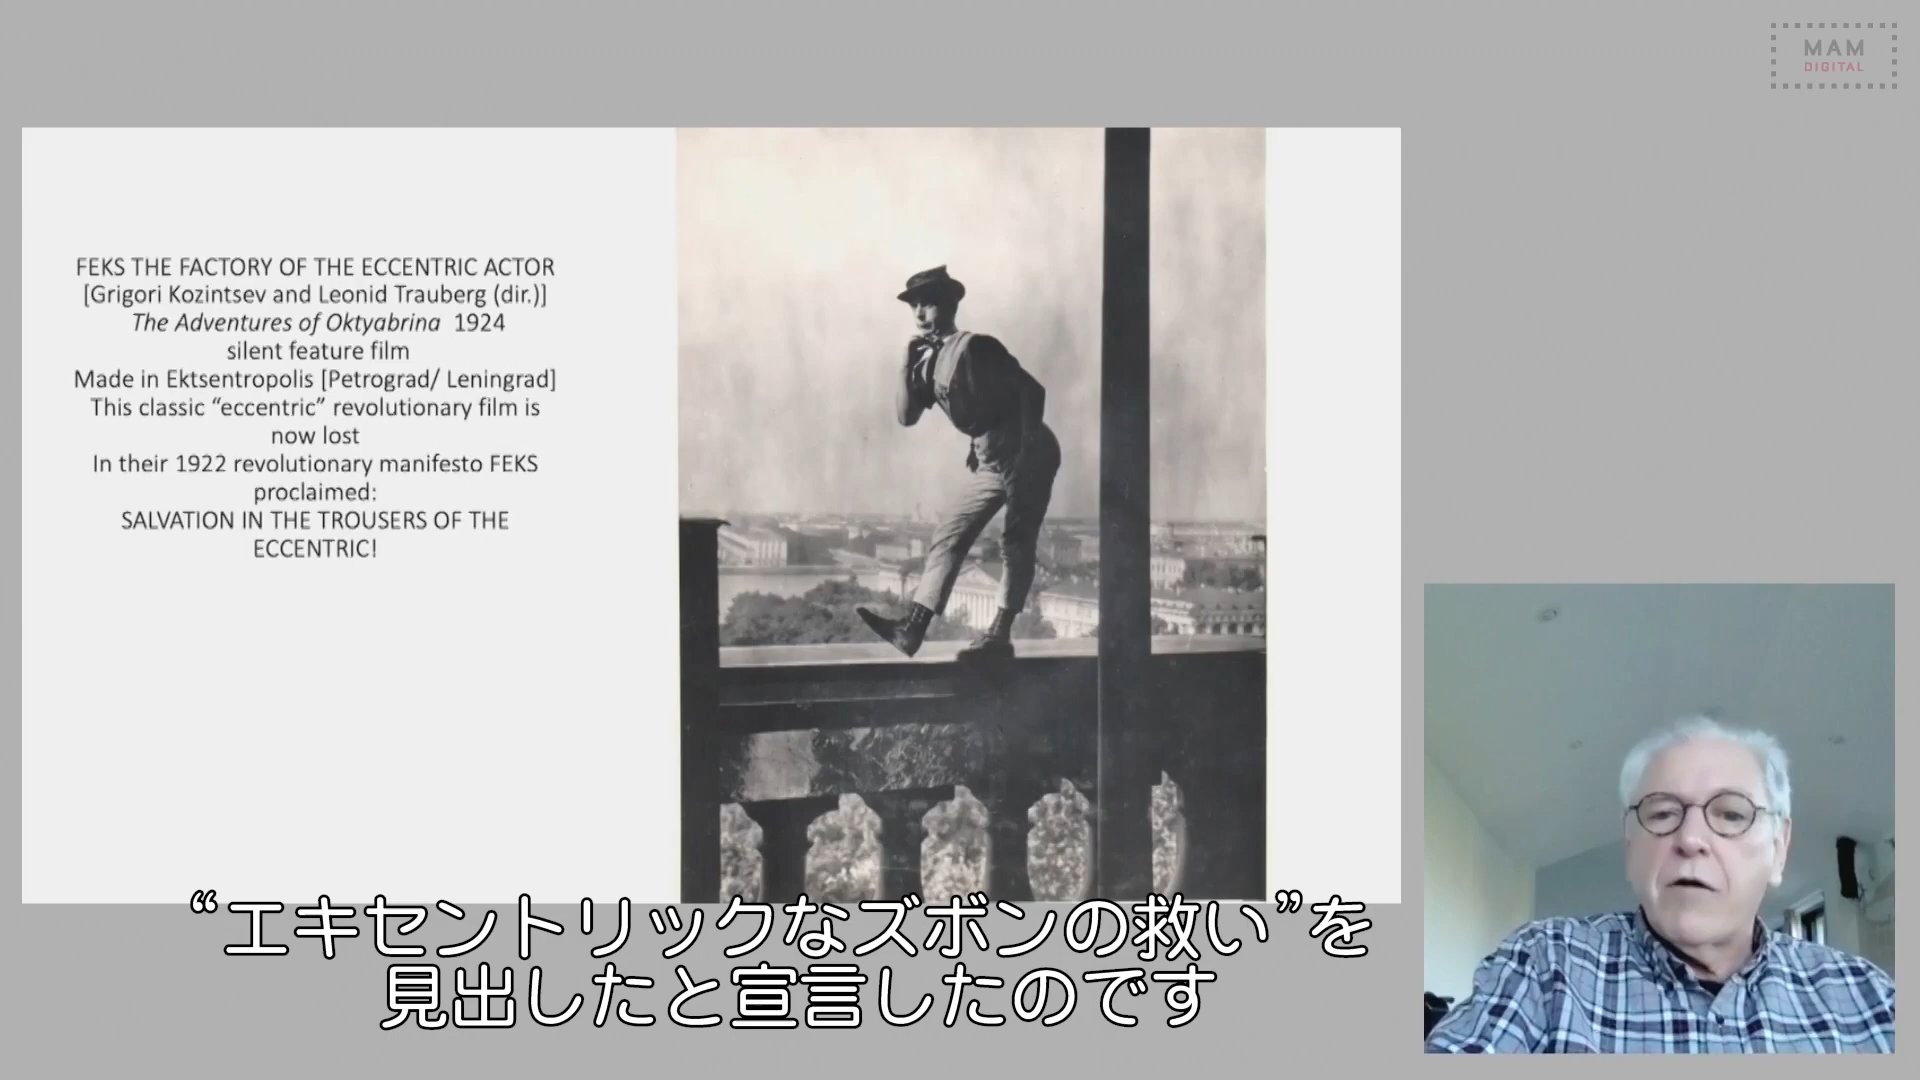 MAM
DIGITAL
FEKS THE FACTORY OF THE ECCENTRIC ACTOR
[Grigori Kozintsev and Leonid Trauberg (dir.)]
The Adventures of Oktyabrina 1924
silent feature film
Made in Ektsentropolis [Petrograd/ Leningrad]
This classic “eccentric” revolutionary film is
now lost
In their 1922 revolutionary manifesto FEKS
proclaimed:
SALVATION IN THE TROUSERS OF THE
ECCENTRIC!
“エキセントリックなズボンの救い”を
見出したと宣言したのです